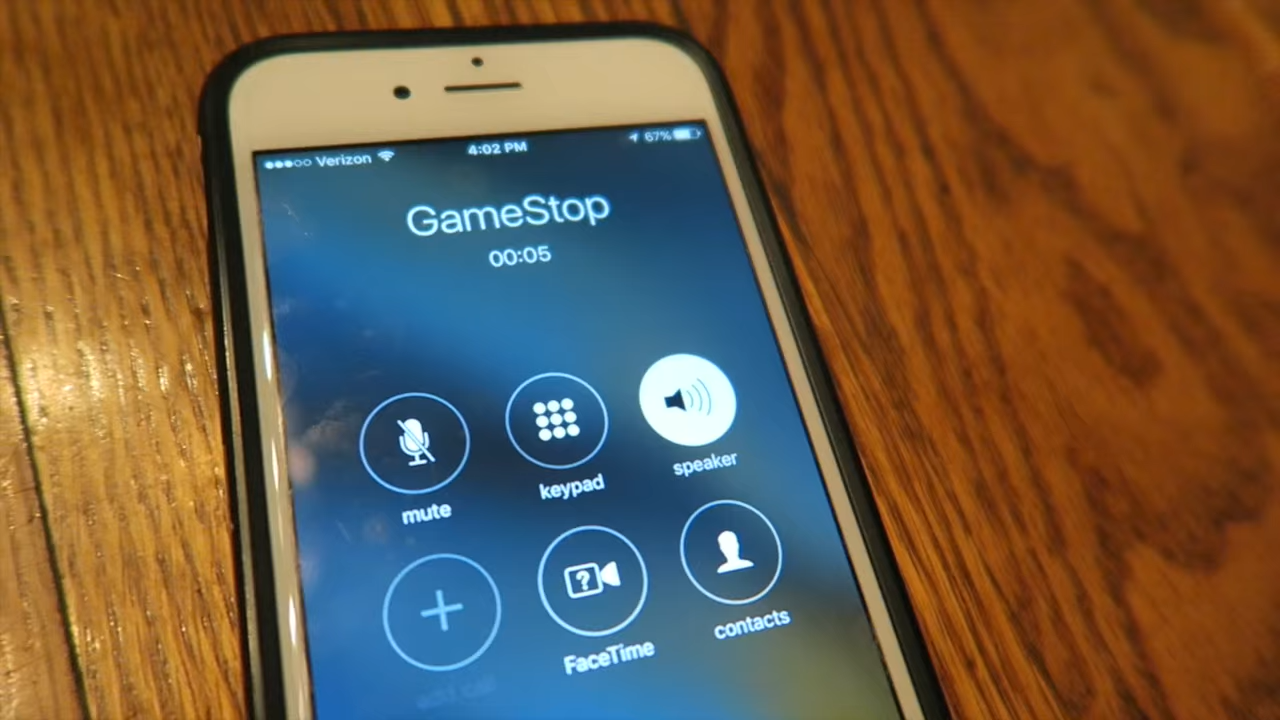 Verizon 4:02 PM 67%
GameStop
00:05
mute keypad speaker
FaceTime contacts